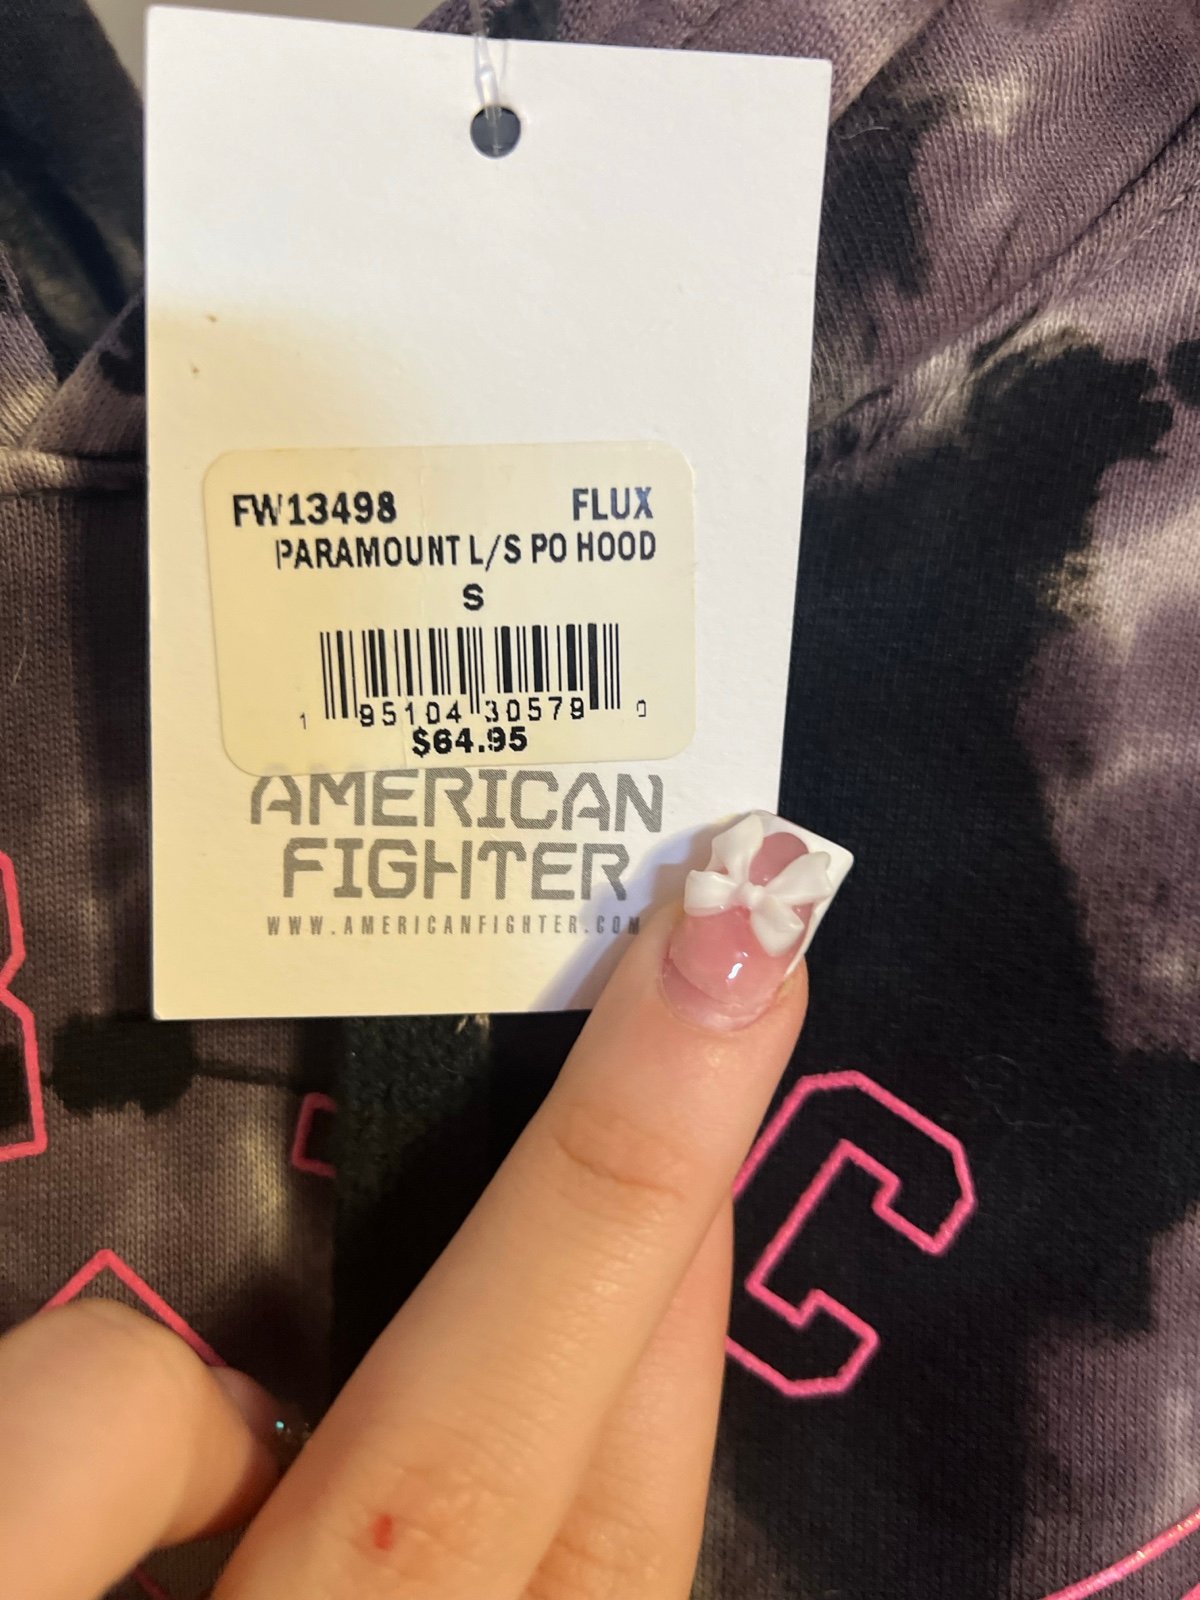 FW13498 FLUX
PARAMOUNT L/S PO HOOD
S
1 95104 30579 0
$64.95
AMERICAN
FIGHTER
WWW.AMERICANFIGHTER.COM
C